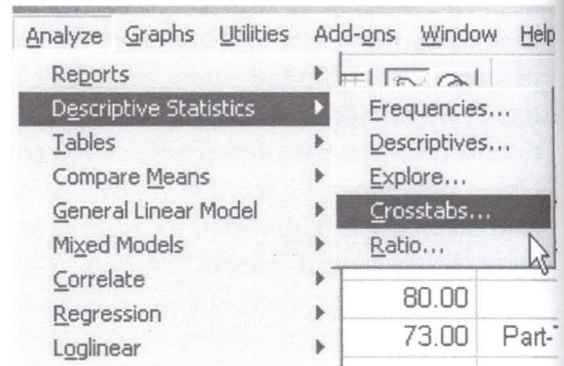 Analyze Graphs Utilities Add-ons Window Help
Reports
Descriptive Statistics
Tables
Compare Means
General Linear Model
Mixed Models
Correlate
Regression
Loglinear
Frequencies...
Descriptives...
Explore...
Crosstabs...
Ratio...
80.00
73.00 Part-